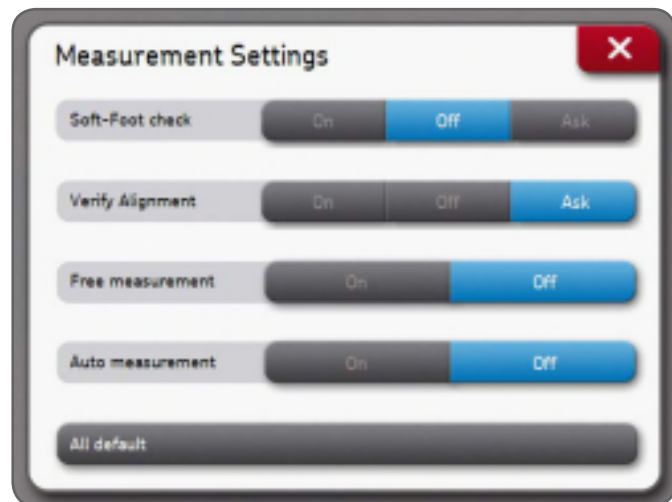 Measurement Settings
Soft-Foot check On Off Ask
Verify Alignment On Off Ask
Free measurement On Off
Auto measurement On Off
All default